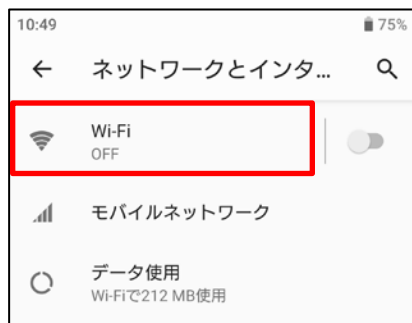 10:49
75%
ネットワークとインタ...
Wi-Fi
OFF
モバイルネットワーク
データ使用
Wi-Fiで212 MB使用